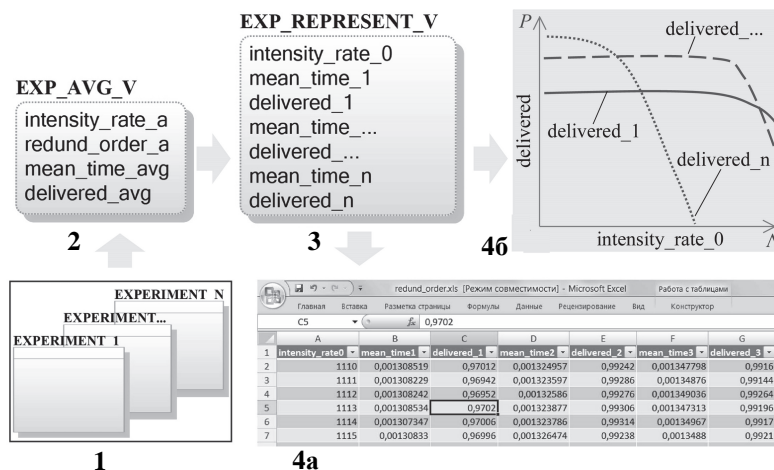 EXP_REPRESENT_V
intensity_rate_0
mean_time_1
delivered_1
mean_time_...
delivered_...
mean_time_n
delivered_n
3
EXP_AVG_V
intensity_rate_a
redund_order_a
mean_time_avg
delivered_avg
2
P
delivered
delivered_...
delivered_1
delivered_n
intensity_rate_0
Λ
4б
EXPERIMENT_N
EXPERIMENT...
EXPERIMENT_1
1
redund_order.xls [Режим совместимости] - Microsoft Excel Работа с таблицами
Главная Вставка Разметка страницы Формулы Данные Рецензирование Вид Конструктор
C5 fx 0,9702
A B C D E F G
1 intensity_rate0 mean_time1 delivered_1 mean_time2 delivered_2 mean_time3 delivered_3
2 1110 0,001308519 0,97012 0,001324957 0,99242 0,001347798 0,9916
3 1111 0,001308229 0,96942 0,001323597 0,99286 0,00134876 0,99144
4 1112 0,001308242 0,96952 0,00132586 0,99276 0,001349036 0,99264
5 1113 0,001308534 0,9702 0,001323877 0,99306 0,001347313 0,99196
6 1114 0,001307347 0,97006 0,001323786 0,99314 0,00134967 0,9917
7 1115 0,00130833 0,96996 0,001326474 0,99238 0,0013488 0,9921
4а